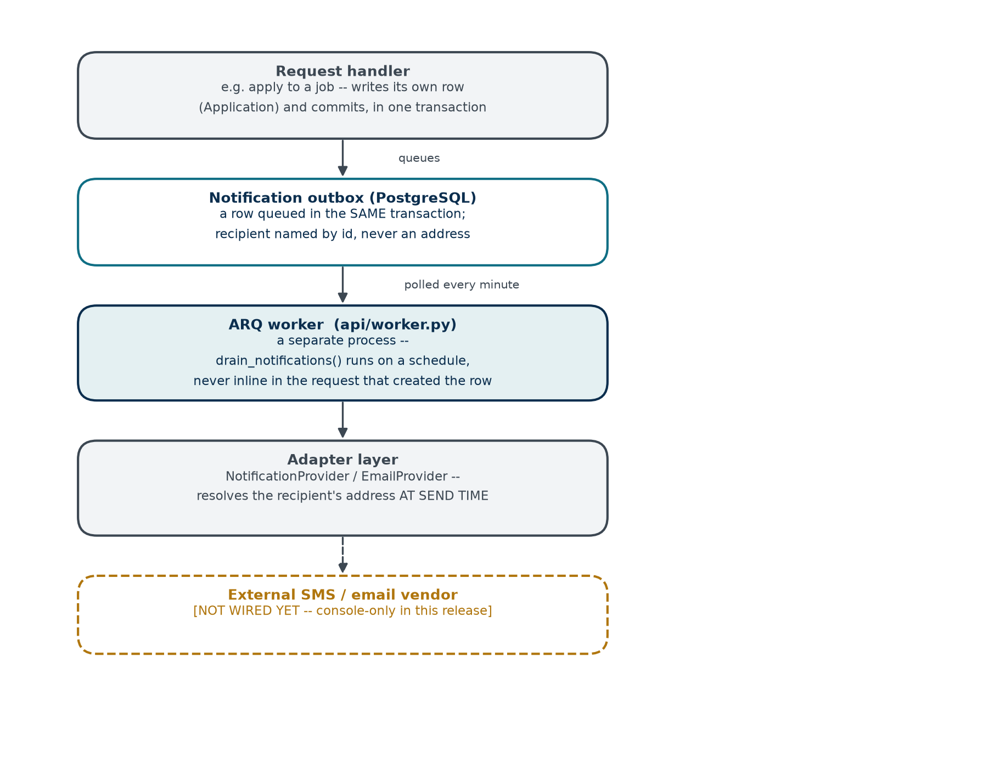 Request handler
e.g. apply to a job -- writes its own row
(Application) and commits, in one transaction
queues
Notification outbox (PostgreSQL)
a row queued in the SAME transaction;
recipient named by id, never an address
polled every minute
ARQ worker  (api/worker.py)
a separate process --
drain_notifications() runs on a schedule,
never inline in the request that created the row
Adapter layer
NotificationProvider / EmailProvider --
resolves the recipient's address AT SEND TIME
External SMS / email vendor
[NOT WIRED YET -- console-only in this release]